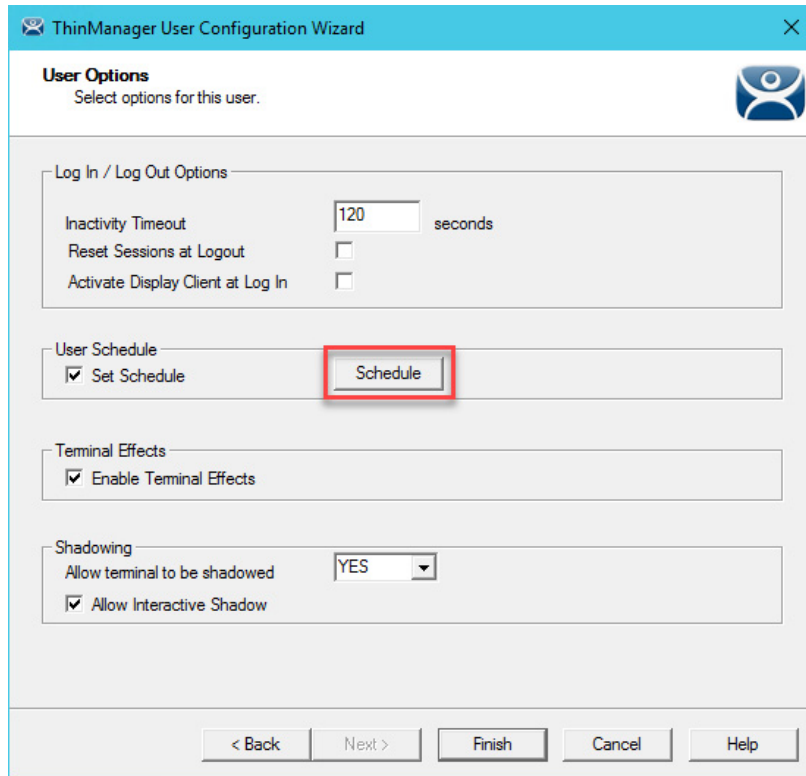 ThinManager User Configuration Wizard
User Options
Select options for this user.
Log In / Log Out Options
Inactivity Timeout 120 seconds
Reset Sessions at Logout
Activate Display Client at Log In
User Schedule
Set Schedule Schedule
Terminal Effects
Enable Terminal Effects
Shadowing
Allow terminal to be shadowed YES
Allow Interactive Shadow
< Back Next > Finish Cancel Help